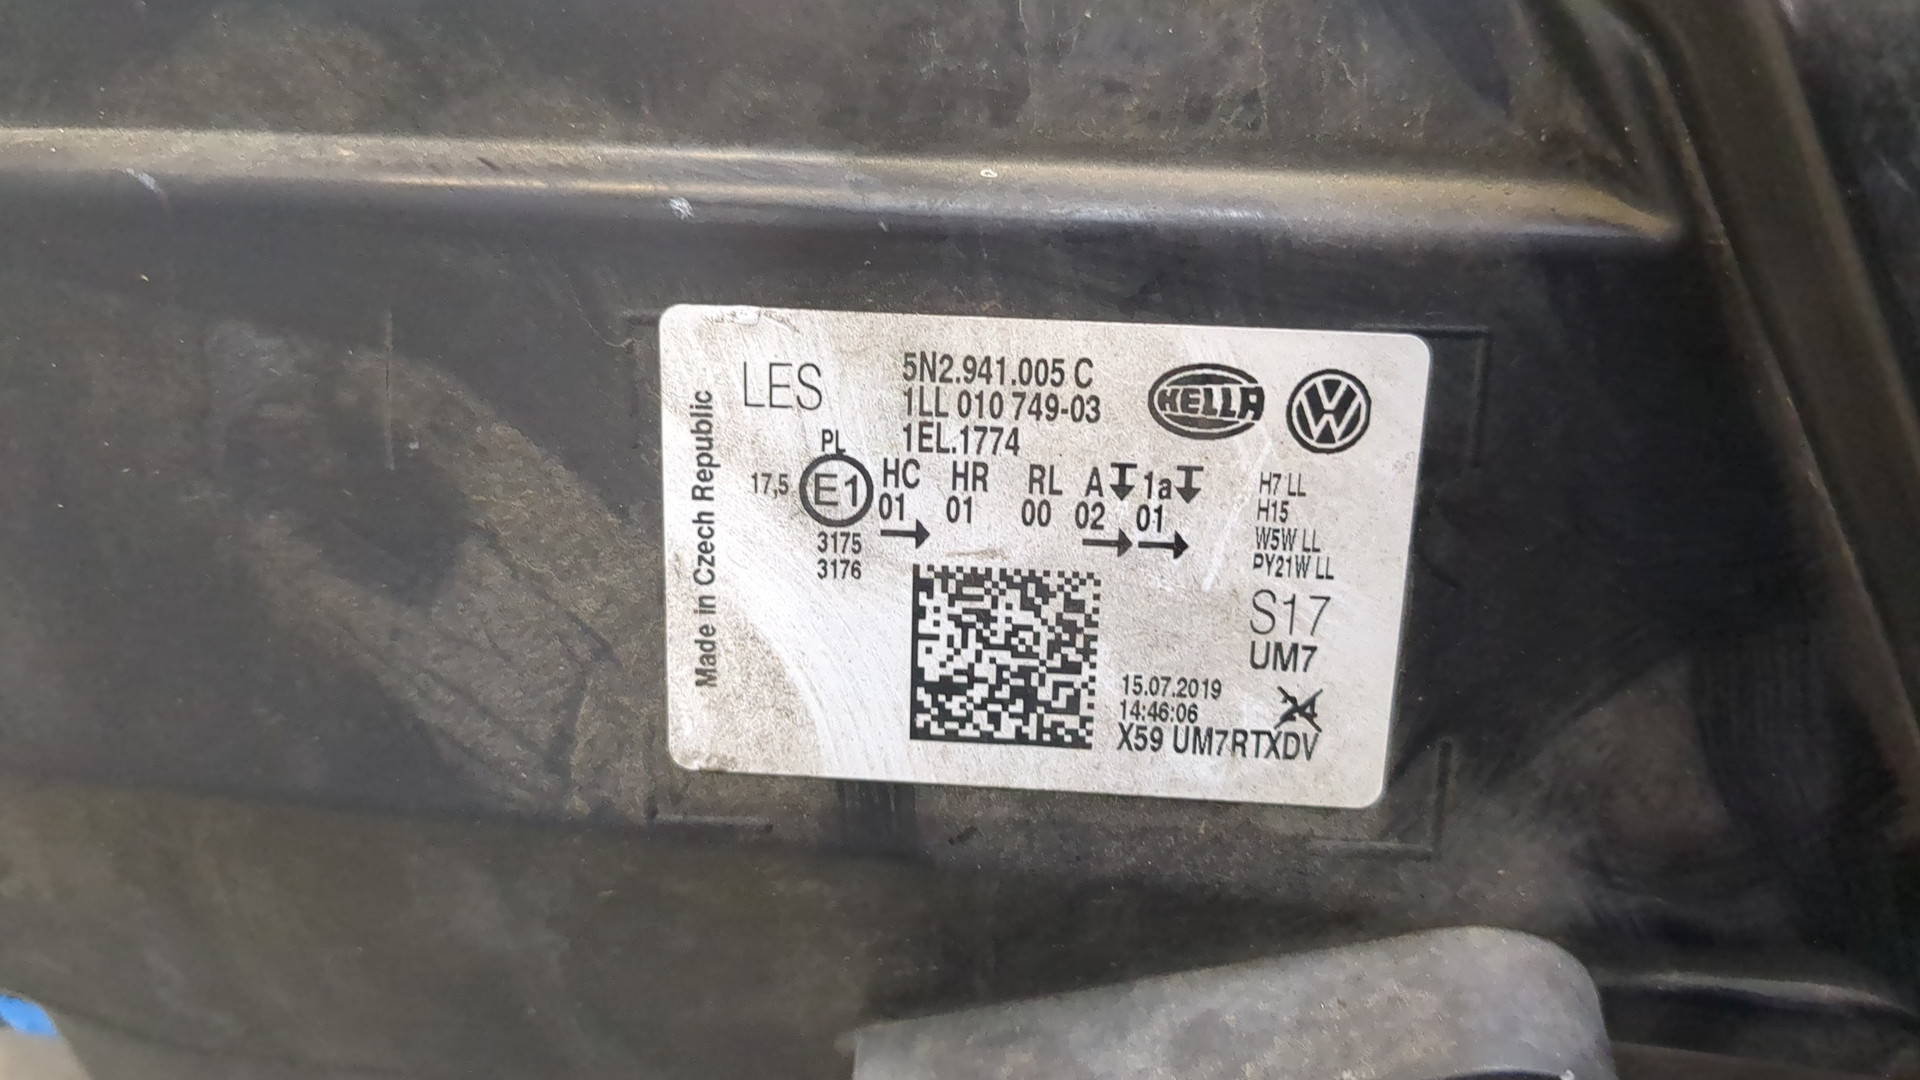 Made in Czech Republic
LES
5N2.941.005 C
1LL 010 749-03
1EL.1774
HELLA
VW
PL
17,5 E1 HC HR RL A 1a
01 01 00 02 01
3175
3176
H7 LL
H15
W5W LL
PY21W LL
S17
UM7
15.07.2019
14:46:06
X59 UM7RTXDV